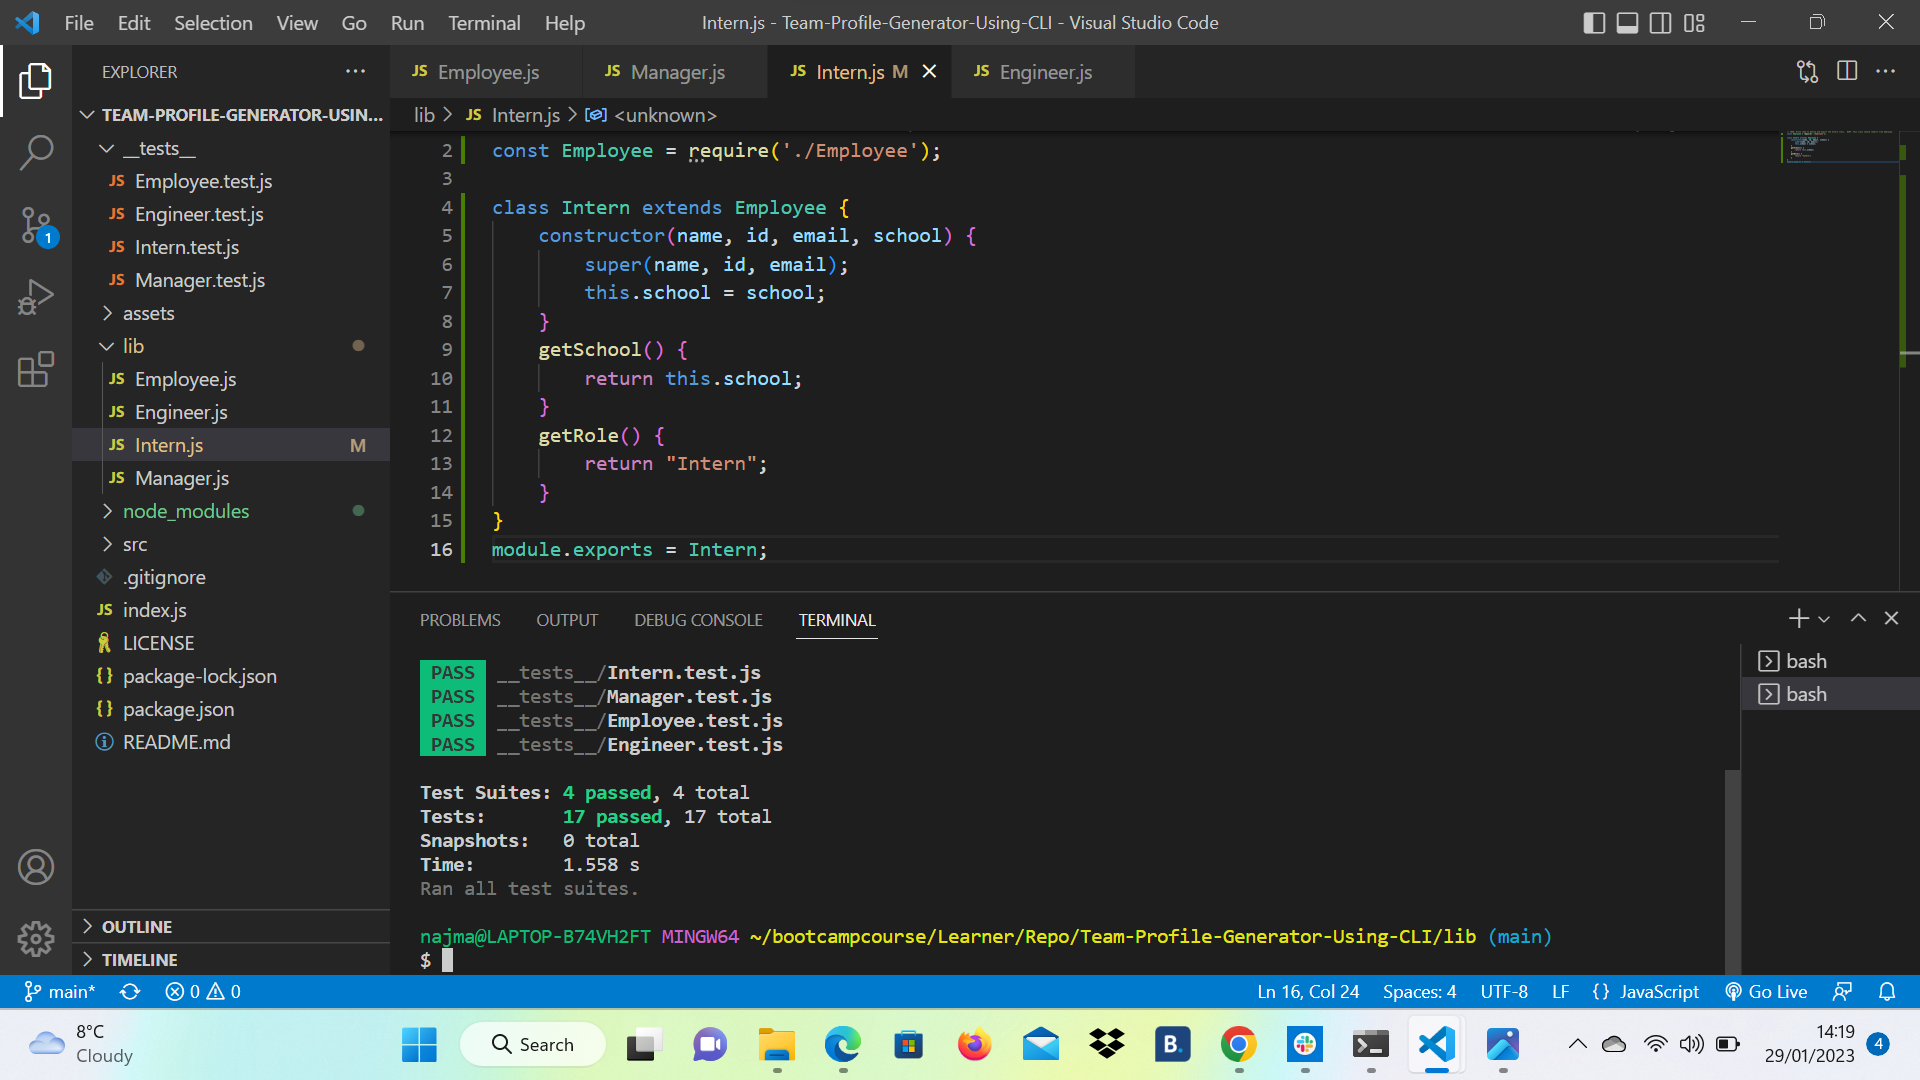 File Edit Selection View Go Run Terminal Help
Intern.js - Team-Profile-Generator-Using-CLI - Visual Studio Code
EXPLORER
TEAM-PROFILE-GENERATOR-USIN...
__tests__
JS Employee.test.js
JS Engineer.test.js
JS Intern.test.js
JS Manager.test.js
assets
lib
JS Employee.js
JS Engineer.js
JS Intern.js M
JS Manager.js
node_modules
src
.gitignore
JS index.js
LICENSE
{} package-lock.json
{} package.json
README.md
OUTLINE
TIMELINE
1
JS Employee.js JS Manager.js JS Intern.js M JS Engineer.js
lib > JS Intern.js > <unknown>
2 const Employee = require('./Employee');
3
4 class Intern extends Employee {
5 constructor(name, id, email, school) {
6 super(name, id, email);
7 this.school = school;
8 }
9 getSchool() {
10 return this.school;
11 }
12 getRole() {
13 return "Intern";
14 }
15 }
16 module.exports = Intern;
PROBLEMS OUTPUT DEBUG CONSOLE TERMINAL
PASS __tests__/Intern.test.js
PASS __tests__/Manager.test.js
PASS __tests__/Employee.test.js
PASS __tests__/Engineer.test.js
Test Suites: 4 passed, 4 total
Tests: 17 passed, 17 total
Snapshots: 0 total
Time: 1.558 s
Ran all test suites.
najma@LAPTOP-B74VH2FT MINGW64 ~/bootcampcourse/Learner/Repo/Team-Profile-Generator-Using-CLI/lib (main)
$
bash
bash
main* 0 0 Ln 16, Col 24 Spaces: 4 UTF-8 LF {} JavaScript Go Live
8°C
Cloudy
Search
B.
14:19
29/01/2023
4